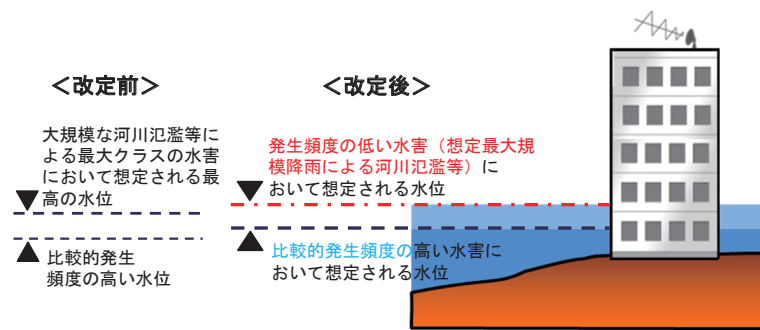 ＜改定前＞
大規模な河川氾濫等に
よる最大クラスの水害
において想定される最
高の水位
比較的発生
頻度の高い水位
＜改定後＞
発生頻度の低い水害（想定最大規
模降雨による河川氾濫等）に
おいて想定される水位
比較的発生頻度の高い水害に
おいて想定される水位